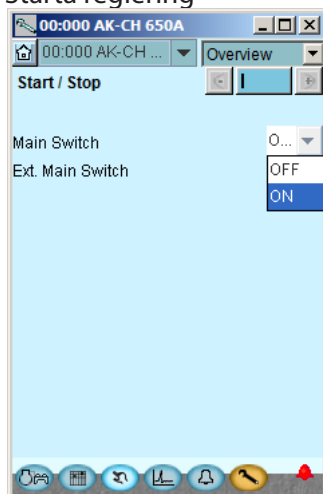 Starta reglering
00:000 AK-CH 650A
00:000 AK-CH ...
Overview
Start / Stop
Main Switch
O...
Ext. Main Switch
OFF
ON